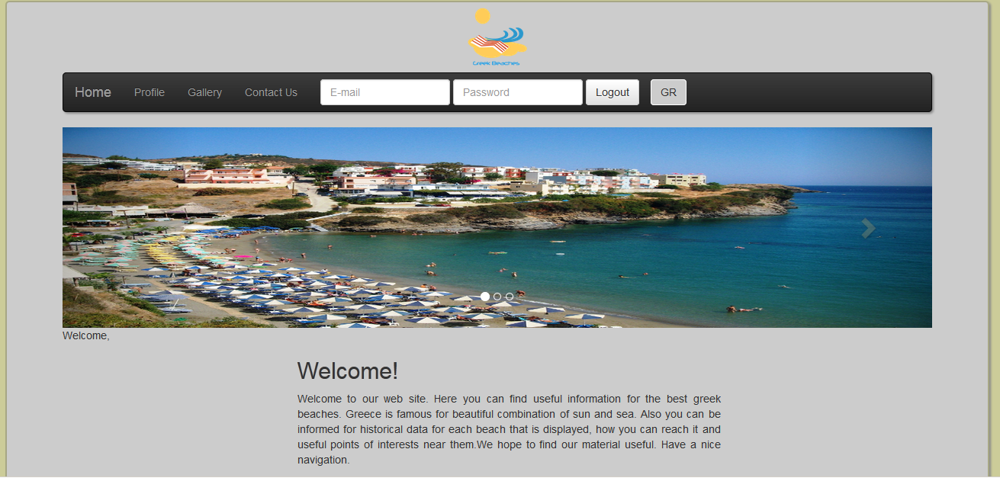 Greek Beaches
Home Profile Gallery Contact Us E-mail Password Logout GR
Welcome,
Welcome!
Welcome to our web site. Here you can find useful information for the best greek
beaches. Greece is famous for beautiful combination of sun and sea. Also you can be
informed for historical data for each beach that is displayed, how you can reach it and
useful points of interests near them.We hope to find our material useful. Have a nice
navigation.